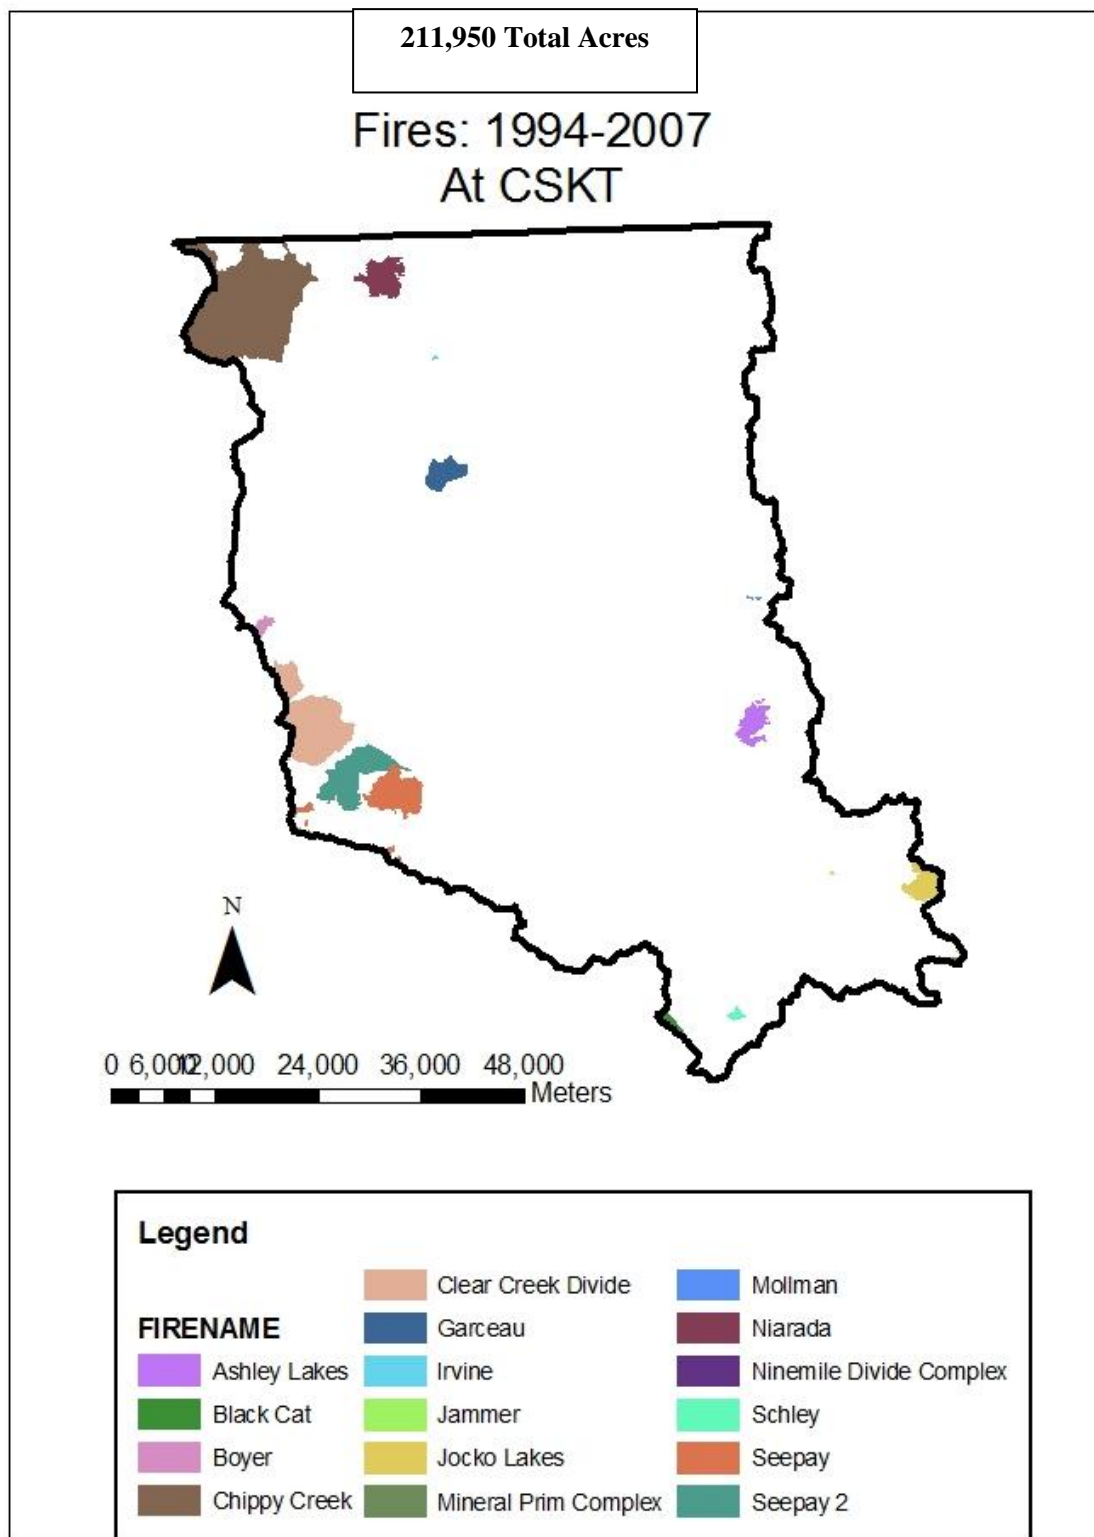 211,950 Total Acres
Fires: 1994-2007
At CSKT
N
0 6,000 12,000 24,000 36,000 48,000
Meters
Legend
FIRENAME
Ashley Lakes
Black Cat
Boyer
Chippy Creek
Clear Creek Divide
Garceau
Irvine
Jammer
Jocko Lakes
Mineral Prim Complex
Mollman
Niarada
Ninemile Divide Complex
Schley
Seepay
Seepay 2